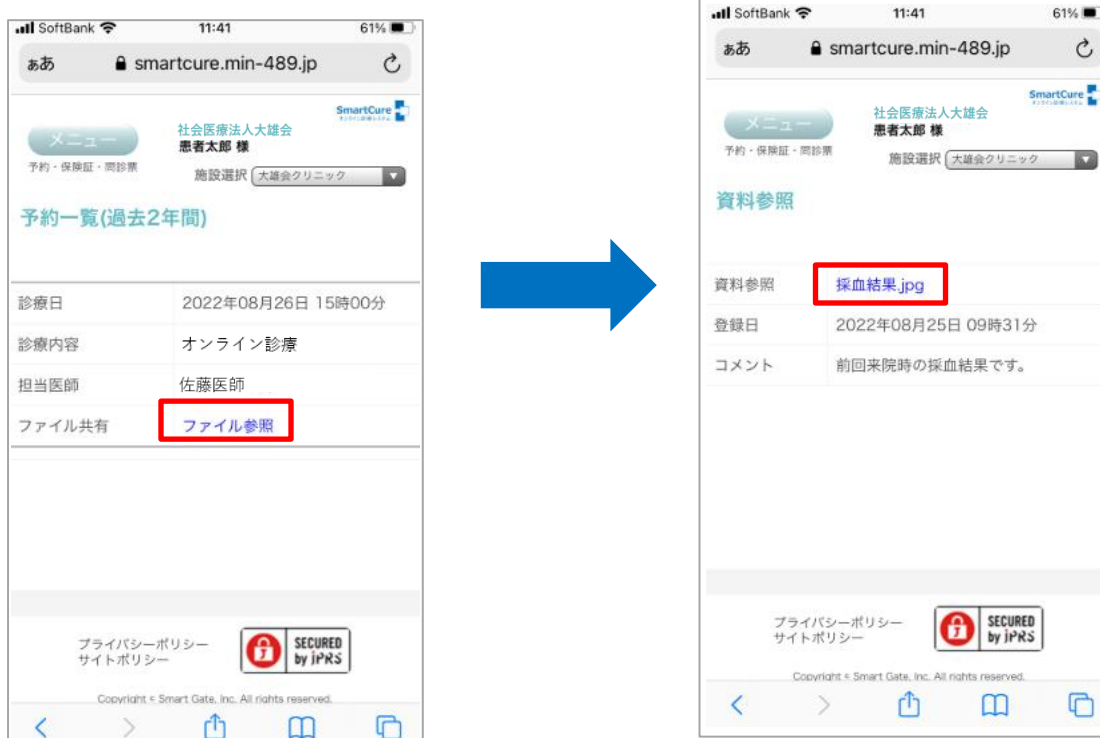 SoftBank 11:41 61%
ぁあ smartcure.min-489.jp
SmartCure
メニュー
予約・保険証・問診票
社会医療法人大雄会
患者太郎 様
施設選択 大雄会クリニック
予約一覧(過去2年間)
診療日 2022年08月26日 15時00分
診療内容 オンライン診療
担当医師 佐藤医師
ファイル共有 ファイル参照
プライバシーポリシー
サイトポリシー
SECURED
by JPRS
Copyright © Smart Gate, Inc. All rights reserved.
SoftBank 11:41 61%
ぁあ smartcure.min-489.jp
SmartCure
メニュー
予約・保険証・問診票
社会医療法人大雄会
患者太郎 様
施設選択 大雄会クリニック
資料参照
資料参照 採血結果.jpg
登録日 2022年08月25日 09時31分
コメント 前回来院時の採血結果です。
プライバシーポリシー
サイトポリシー
SECURED
by JPRS
Copyright © Smart Gate, Inc. All rights reserved.